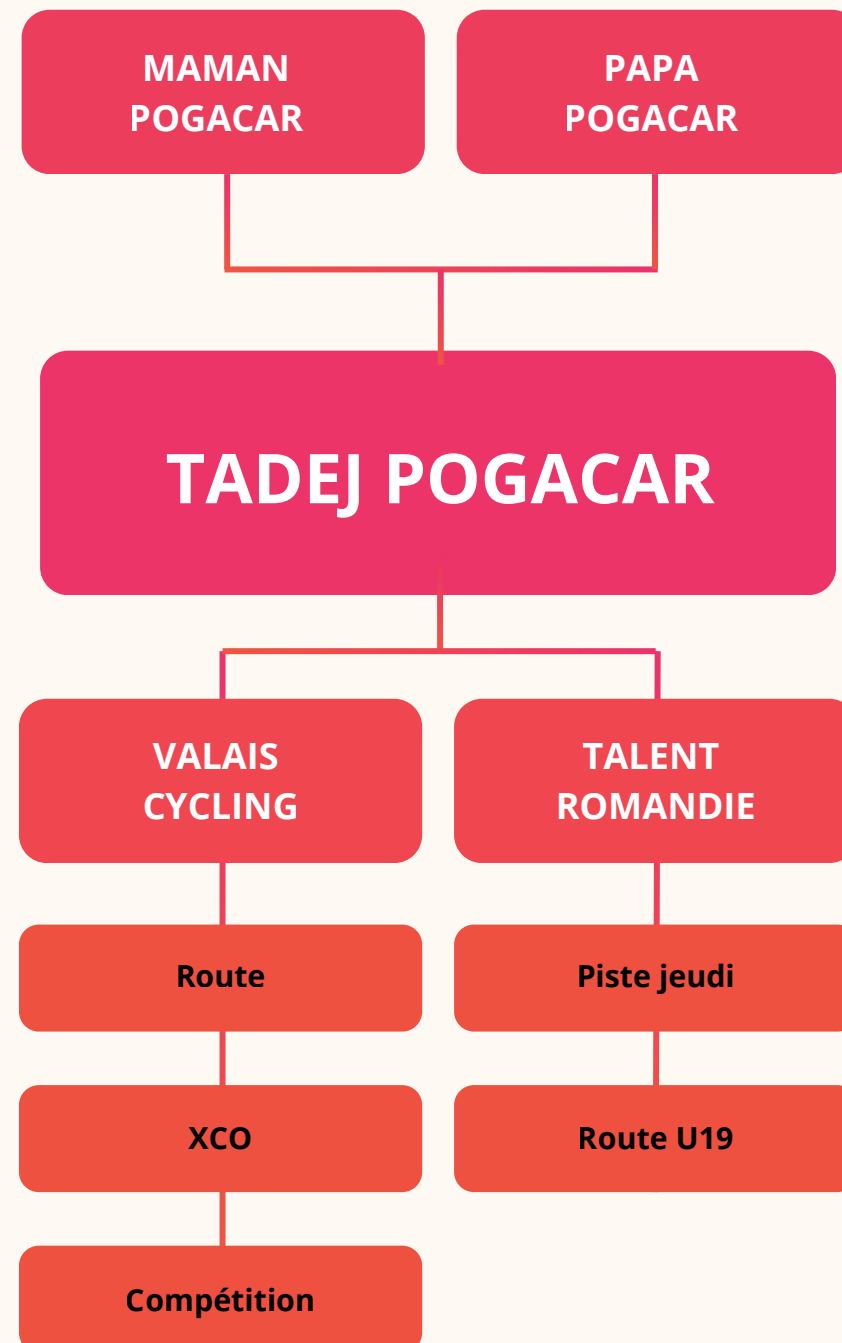 MAMAN
POGACAR
PAPA
POGACAR
TADEJ POGACAR
VALAIS
CYCLING
TALENT
ROMANDIE
Route
Piste jeudi
XCO
Route U19
Compétition